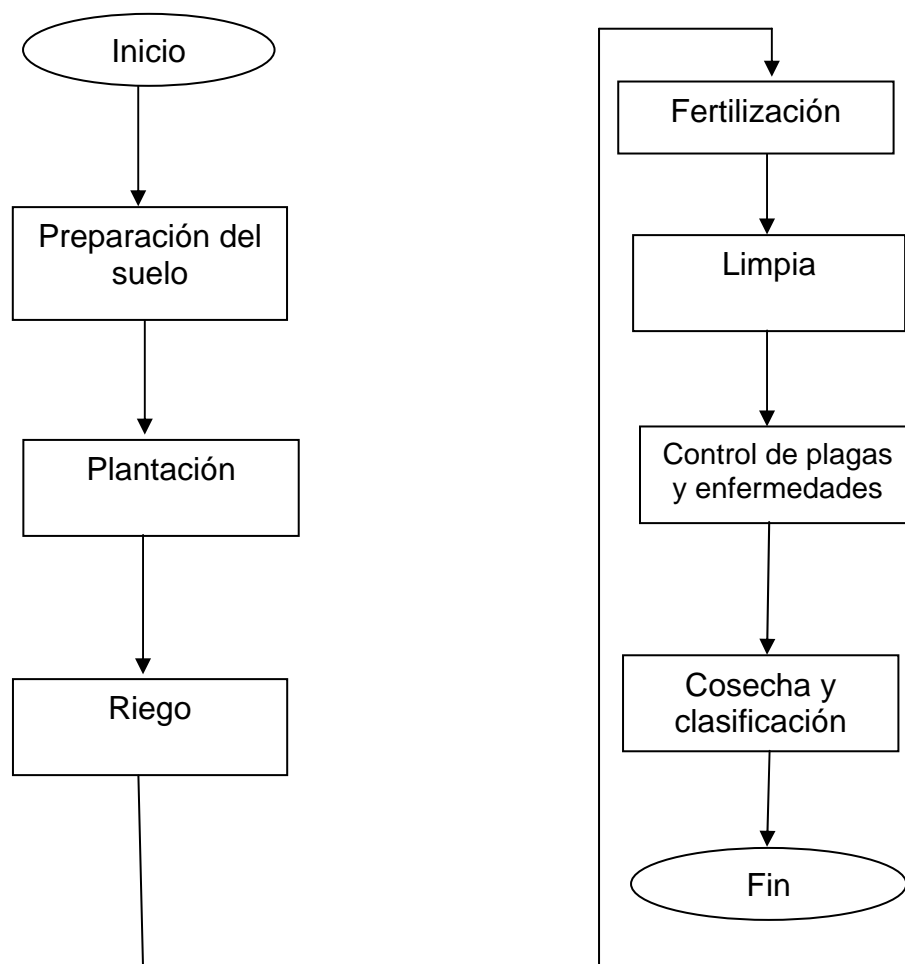 Inicio
Preparación del
suelo
Plantación
Riego
Fertilización
Limpia
Control de plagas
y enfermedades
Cosecha y
clasificación
Fin